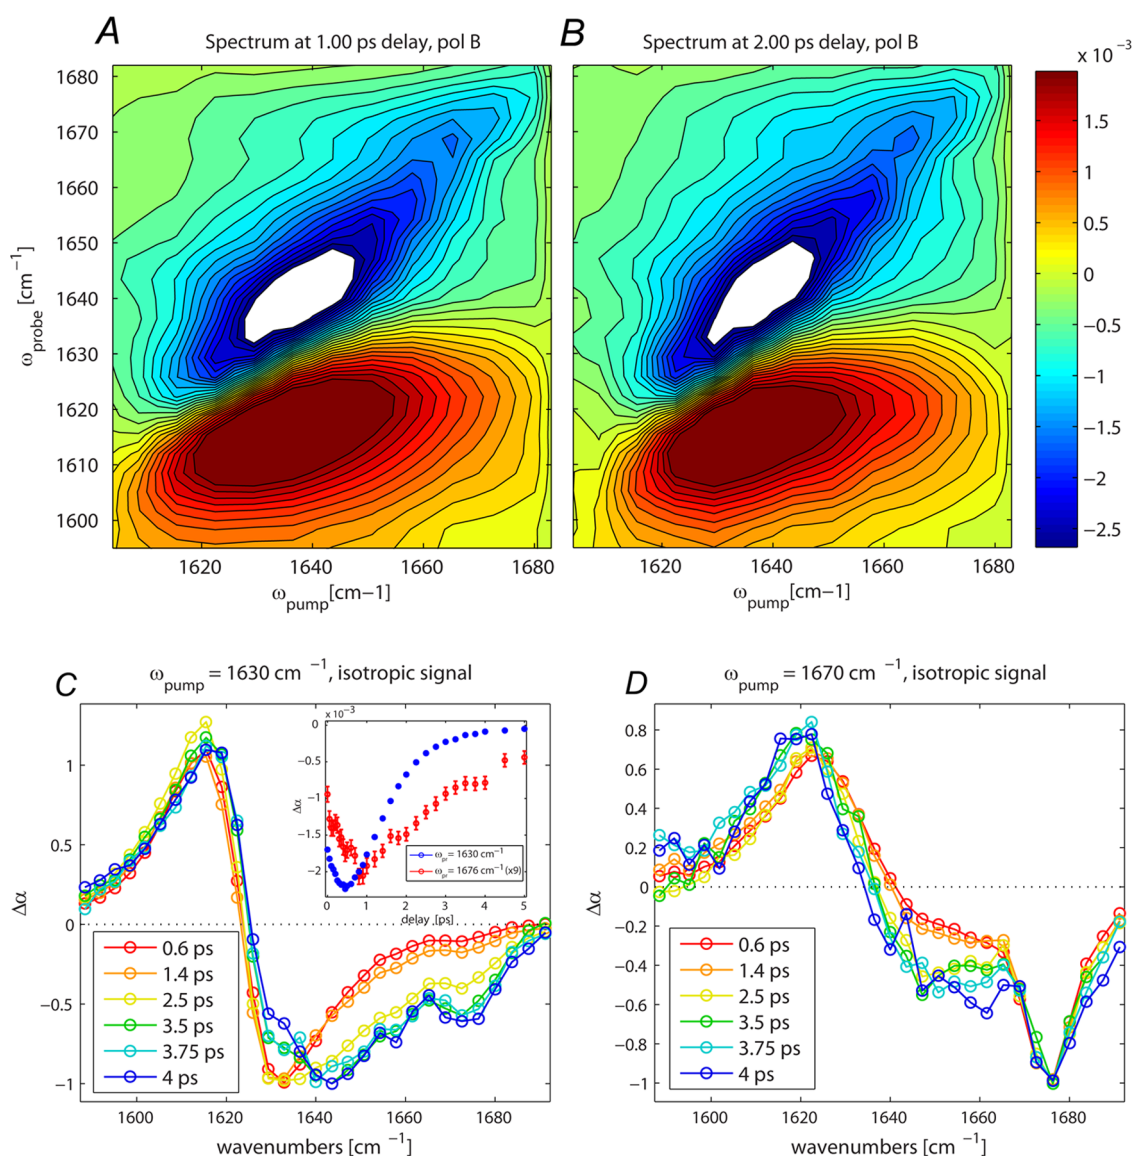 A
Spectrum at 1.00 ps delay, pol B
B
Spectrum at 2.00 ps delay, pol B
x 10⁻³
1680
1670
1660
1650
1640
1630
1620
1610
1600
ω_probe [cm⁻¹]
1620 1640 1660 1680
ω_pump[cm−1]
1620 1640 1660 1680
ω_pump[cm−1]
1.5
1
0.5
0
−0.5
−1
−1.5
−2
−2.5
C
ω_pump = 1630 cm ⁻¹, isotropic signal
1
0.5
0
−0.5
−1
Δα
×10⁻³
0
−0.5
−1
−1.5
−2
Δα
ω_pr = 1630 cm⁻¹
ω_pr = 1676 cm⁻¹(x9)
0 1 2 3 4 5
delay [ps]
0.6 ps
1.4 ps
2.5 ps
3.5 ps
3.75 ps
4 ps
1600 1620 1640 1660 1680
wavenumbers [cm ⁻¹]
D
ω_pump = 1670 cm ⁻¹, isotropic signal
0.8
0.6
0.4
0.2
0
−0.2
−0.4
−0.6
−0.8
−1
Δα
0.6 ps
1.4 ps
2.5 ps
3.5 ps
3.75 ps
4 ps
1600 1620 1640 1660 1680
wavenumbers [cm ⁻¹]